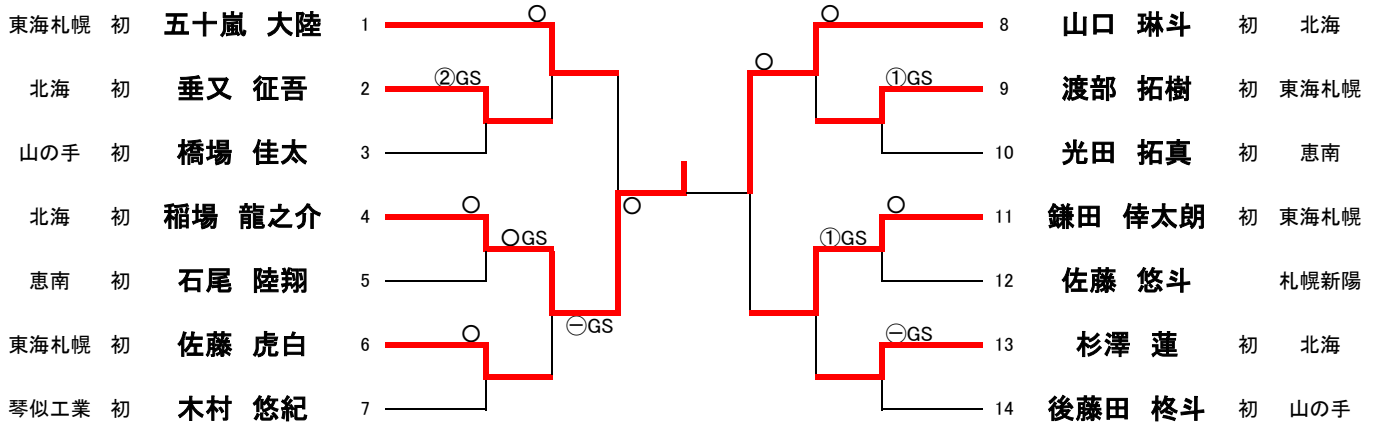 東海札幌 初 五十嵐 大陸 1
北海 初 垂又 征吾 2
山の手 初 橋場 佳太 3
北海 初 稲場 龍之介 4
恵南 初 石尾 陸翔 5
東海札幌 初 佐藤 虎白 6
琴似工業 初 木村 悠紀 7
〇
②GS
〇
〇GS
〇
㊀GS
〇
〇
〇
①GS
〇
①GS
㊀GS
8 山口 琳斗 初 北海
9 渡部 拓樹 初 東海札幌
10 光田 拓真 初 恵南
11 鎌田 倖太朗 初 東海札幌
12 佐藤 悠斗 札幌新陽
13 杉澤 蓮 初 北海
14 後藤田 柊斗 初 山の手